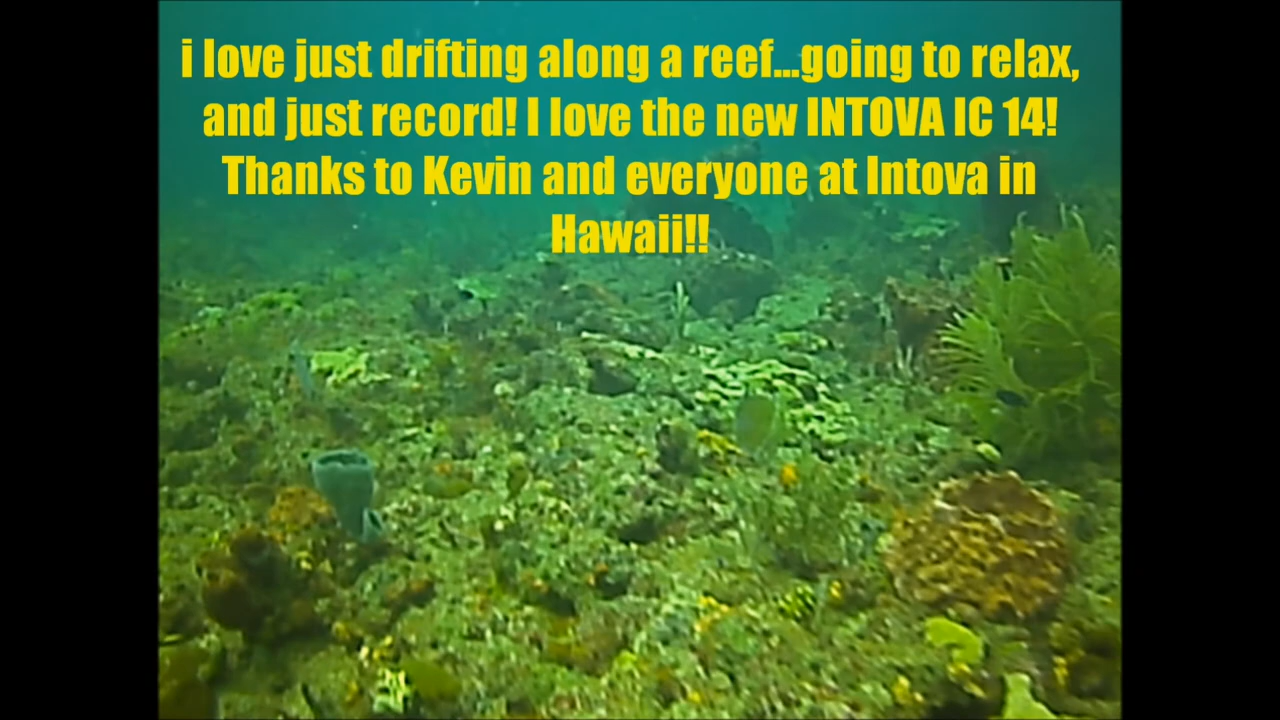 i love just drifting along a reef...going to relax,
and just record! I love the new INTOVA IC 14!
Thanks to Kevin and everyone at Intova in
Hawaii!!